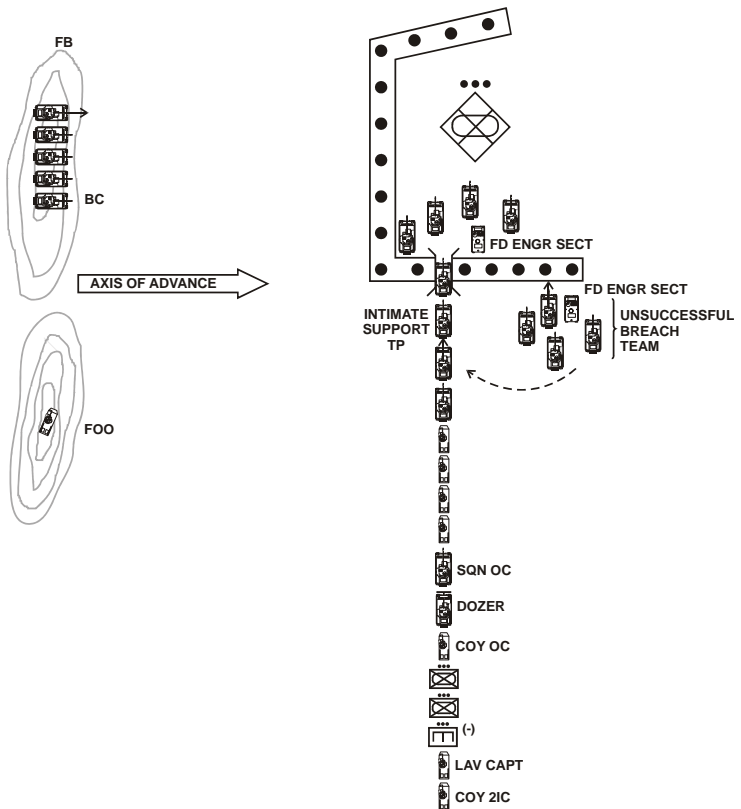 FB
BC
FD ENGR SECT
AXIS OF ADVANCE
FD ENGR SECT
INTIMATE
SUPPORT
TP
UNSUCCESSFUL
BREACH
TEAM
FOO
SQN OC
DOZER
COY OC
(-)
LAV CAPT
COY 2IC